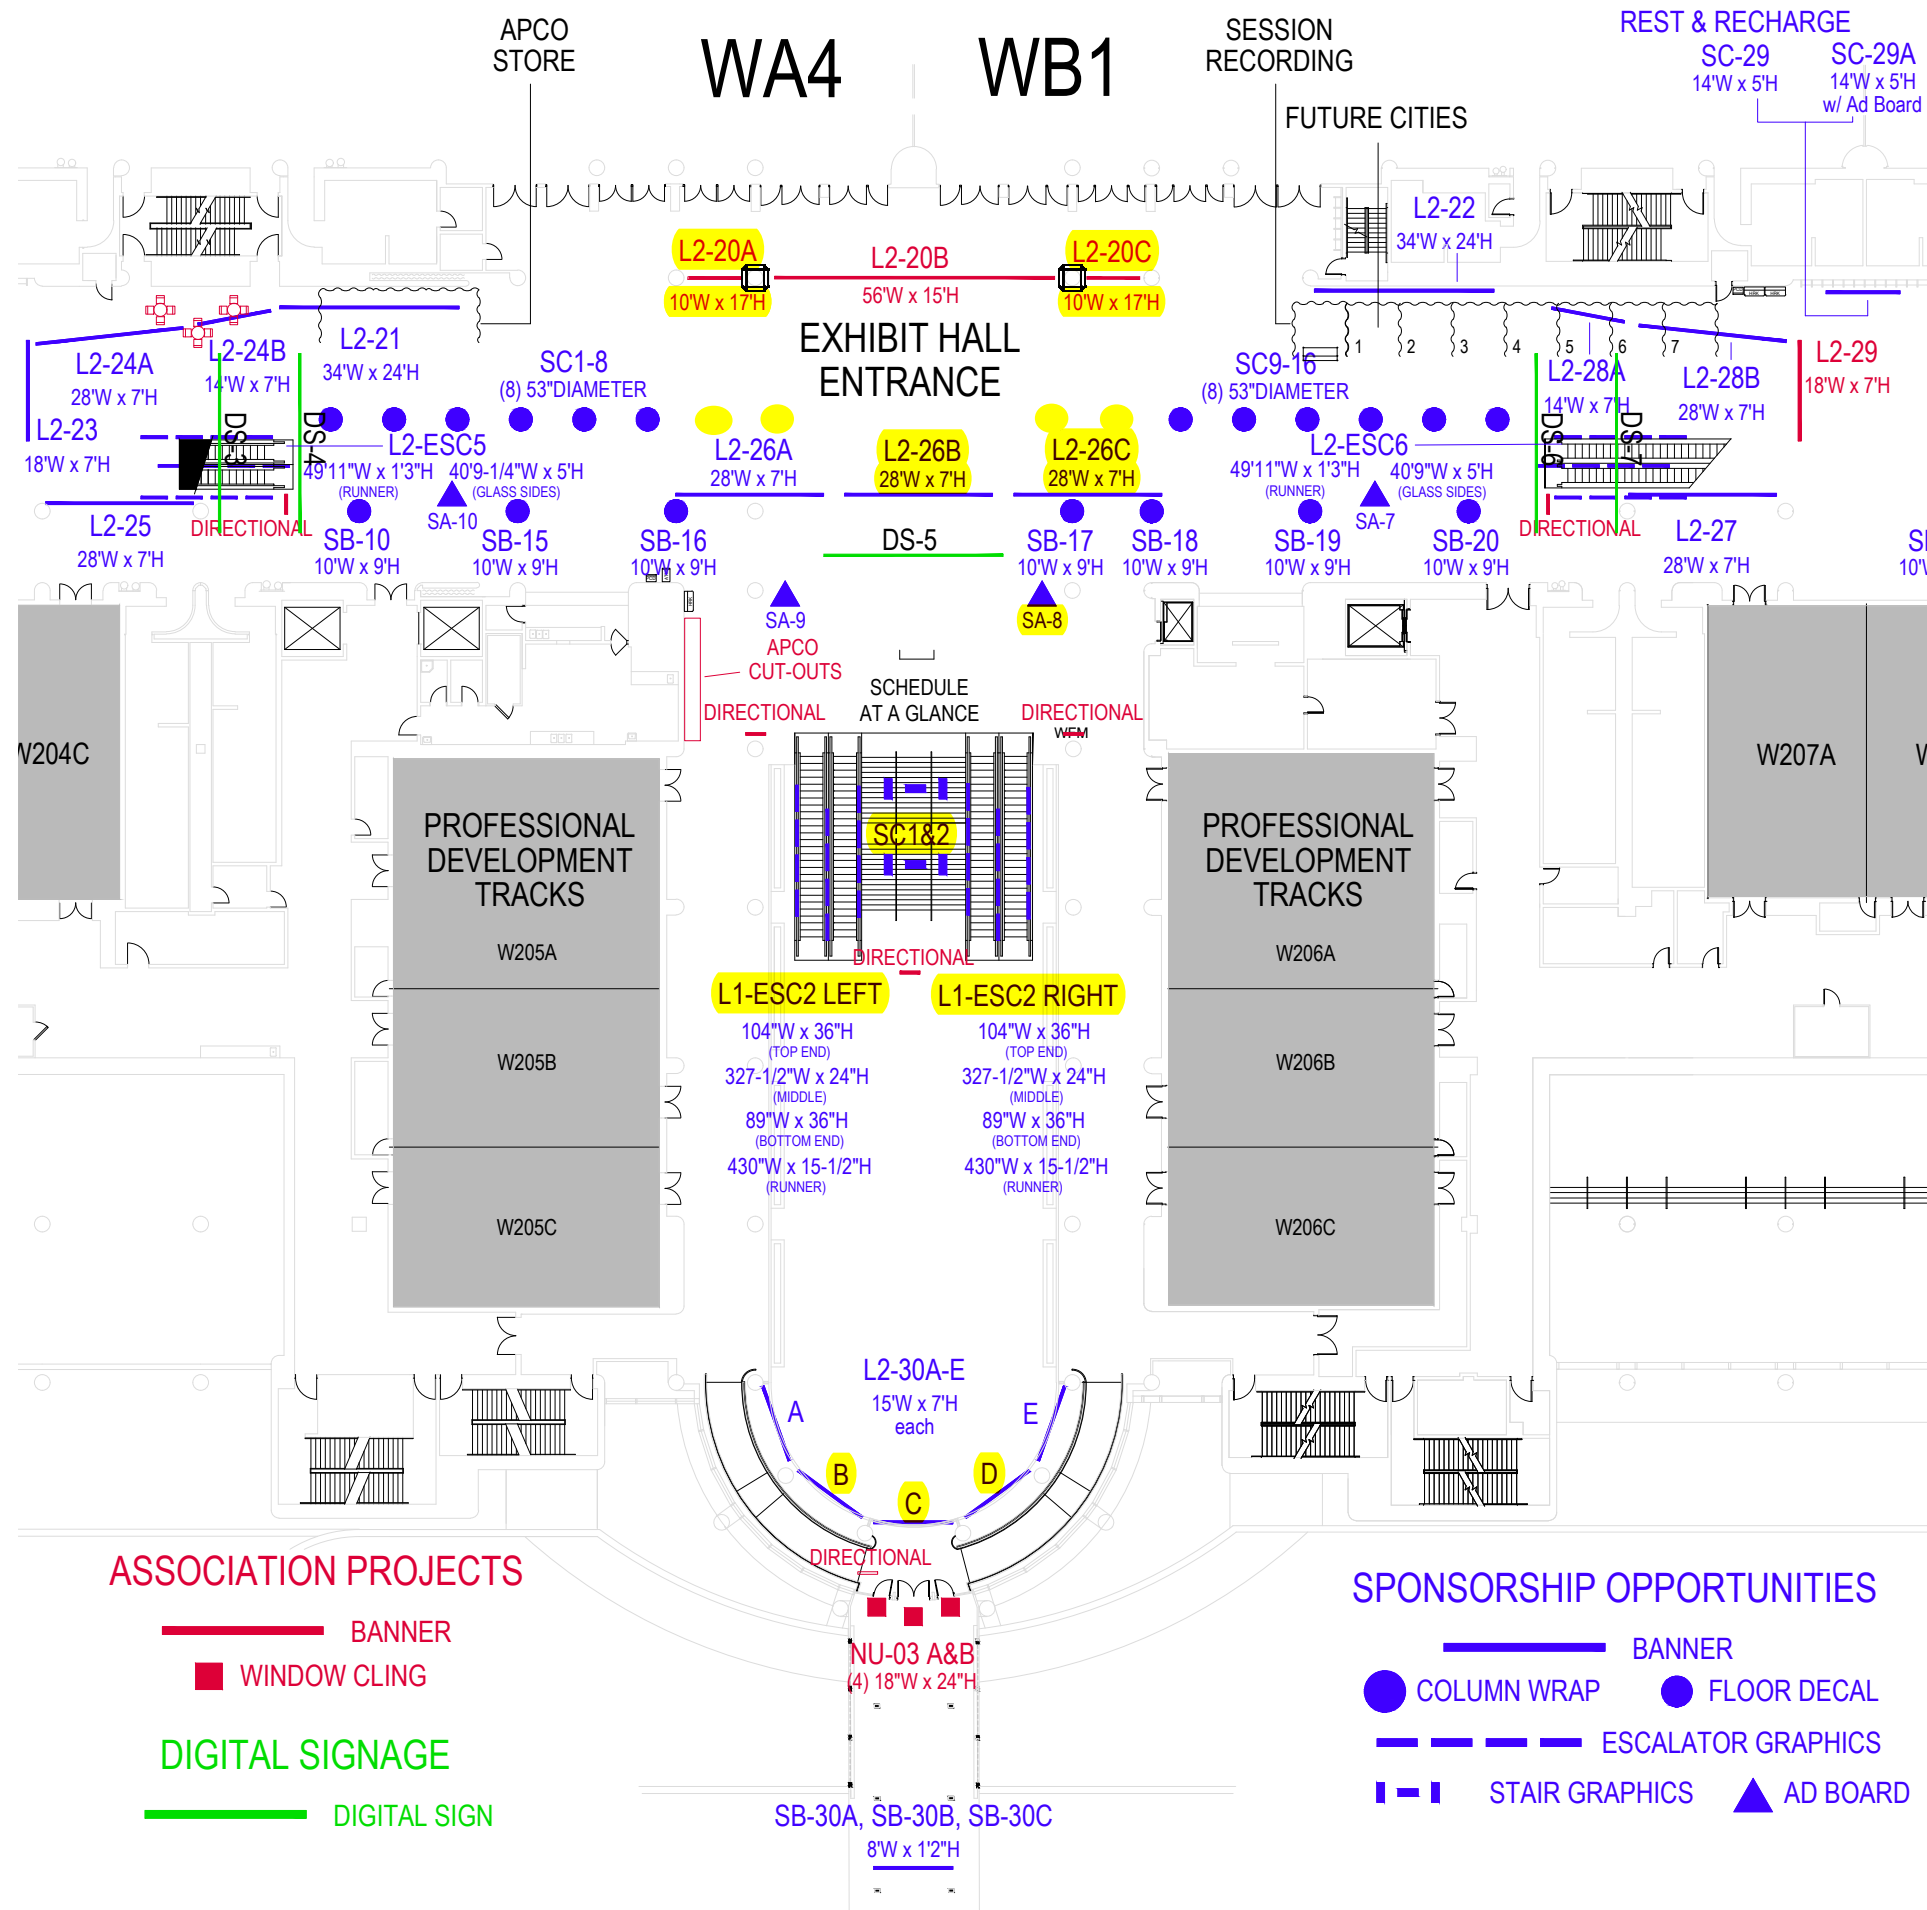 REST & RECHARGE
APCO
STORE
WA4
WB1
SESSION
RECORDING
SC-29
14'W x 5'H
SC-29A
14'W x 5'H
w/ Ad Board
FUTURE CITIES
L2-22
34'W x 24'H
L2-20A
10'W x 17'H
L2-20B
56'W x 15'H
L2-20C
10'W x 17'H
EXHIBIT HALL
ENTRANCE
L2-24A
28'W x 7'H
L2-24B
14'W x 7'H
L2-21
34'W x 24'H
SC1-8
(8) 53"DIAMETER
SC9-16
(8) 53"DIAMETER
1
2
3
4
5
6
7
L2-28A
14'W x 7'H
L2-28B
28'W x 7'H
L2-29
18'W x 7'H
L2-23
18'W x 7'H
DS-3
DS-4
L2-ESC5
49'11"W x 1'3"H
(RUNNER)
40'9-1/4"W x 5'H
(GLASS SIDES)
SA-10
L2-26A
28'W x 7'H
L2-26B
28'W x 7'H
L2-26C
28'W x 7'H
L2-ESC6
49'11"W x 1'3"H
(RUNNER)
40'9"W x 5'H
(GLASS SIDES)
SA-7
DS-6
DS-7
L2-25
28'W x 7'H
DIRECTIONAL
SB-10
10'W x 9'H
SB-15
10'W x 9'H
SB-16
10'W x 9'H
DS-5
SB-17
10'W x 9'H
SB-18
10'W x 9'H
SB-19
10'W x 9'H
SB-20
10'W x 9'H
DIRECTIONAL
L2-27
28'W x 7'H
SA-9
SA-8
APCO
CUT-OUTS
DIRECTIONAL
SCHEDULE
AT A GLANCE
DIRECTIONAL
WFM
W204C
W207A
PROFESSIONAL
DEVELOPMENT
TRACKS
W205A
W205B
W205C
SC1&2
DIRECTIONAL
PROFESSIONAL
DEVELOPMENT
TRACKS
W206A
W206B
W206C
L1-ESC2 LEFT
104"W x 36"H
(TOP END)
327-1/2"W x 24"H
(MIDDLE)
89"W x 36"H
(BOTTOM END)
430"W x 15-1/2"H
(RUNNER)
L1-ESC2 RIGHT
104"W x 36"H
(TOP END)
327-1/2"W x 24"H
(MIDDLE)
89"W x 36"H
(BOTTOM END)
430"W x 15-1/2"H
(RUNNER)
L2-30A-E
15'W x 7'H
each
A
B
C
D
E
DIRECTIONAL
NU-03 A&B
(4) 18"W x 24"H
SB-30A, SB-30B, SB-30C
8'W x 1'2"H
ASSOCIATION PROJECTS
BANNER
WINDOW CLING
DIGITAL SIGNAGE
DIGITAL SIGN
SPONSORSHIP OPPORTUNITIES
BANNER
COLUMN WRAP
FLOOR DECAL
ESCALATOR GRAPHICS
STAIR GRAPHICS
AD BOARD